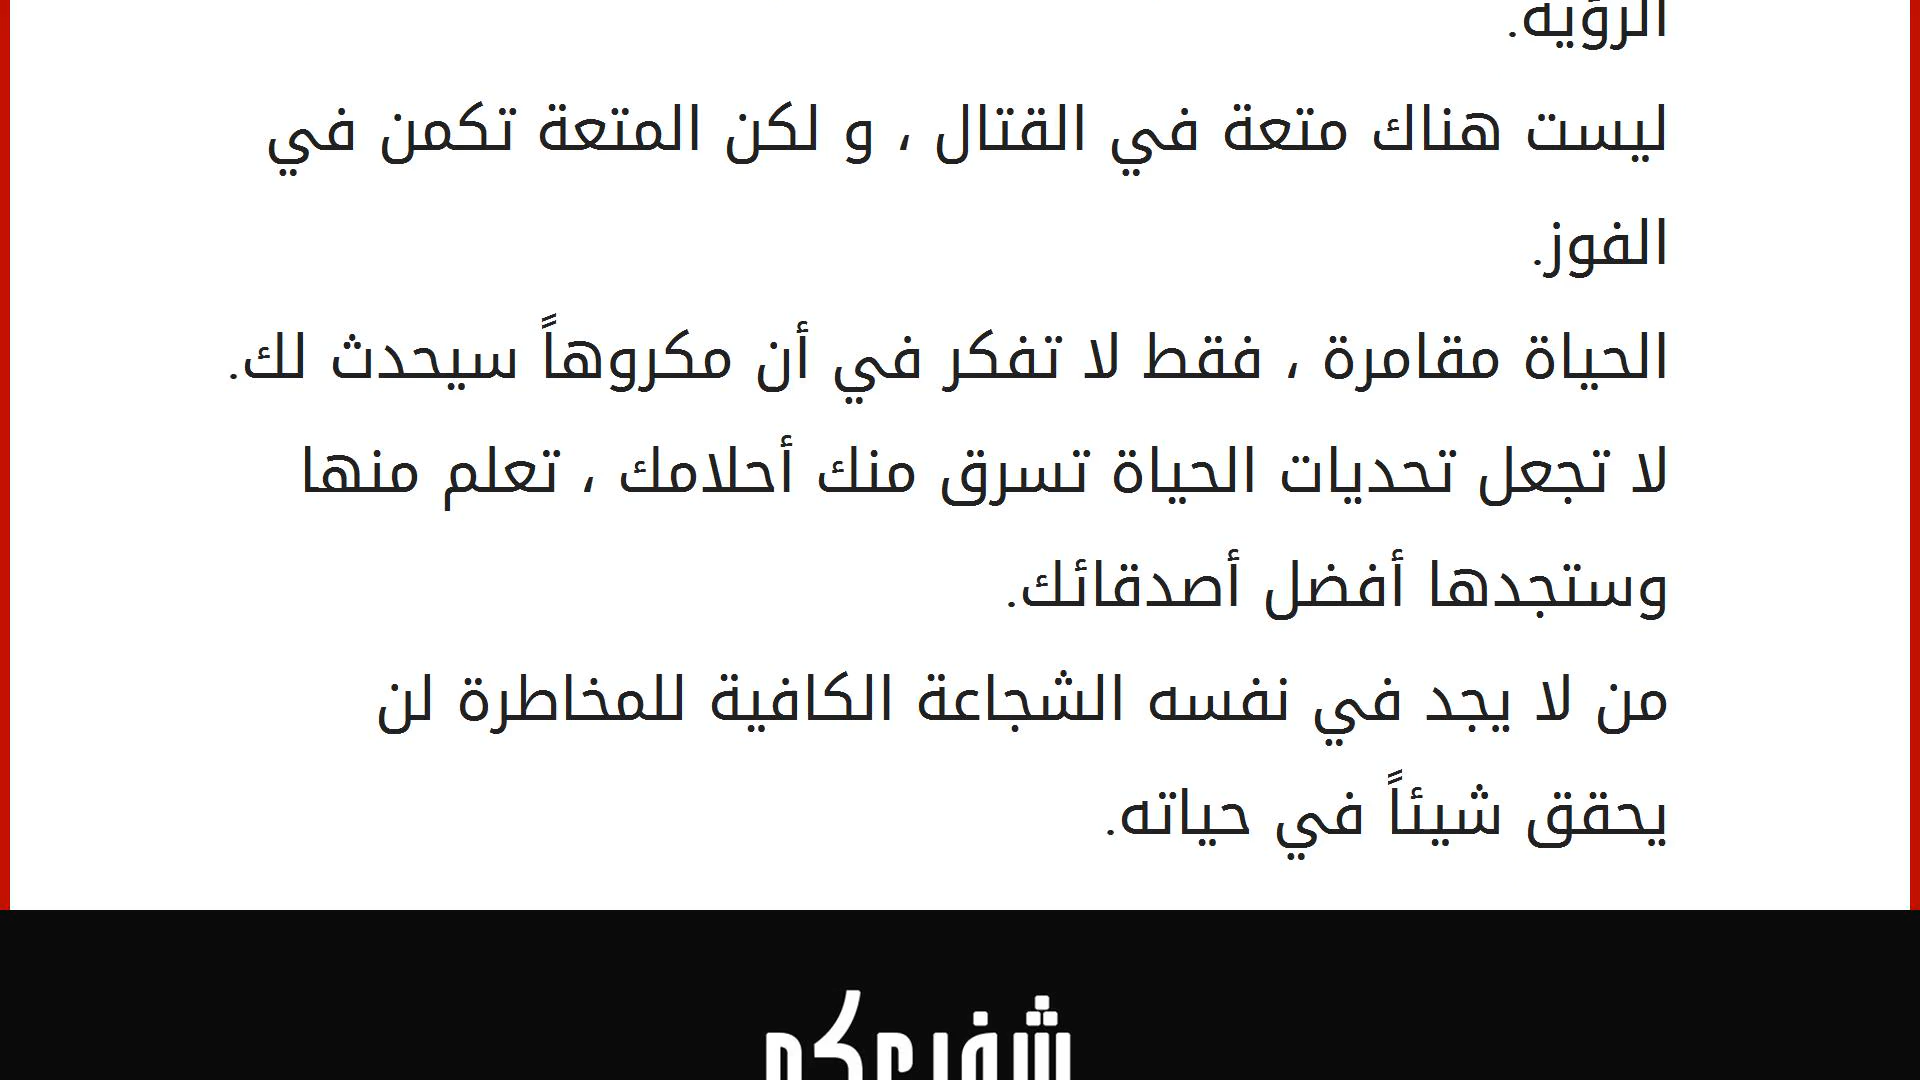 الرؤية.
ليست هناك متعة في القتال ، و لكن المتعة تكمن في
الفوز.
الحياة مقامرة ، فقط لا تفكر في أن مكروهاً سيحدث لك.
لا تجعل تحديات الحياة تسرق منك أحلامك ، تعلم منها
وستجدها أفضل أصدقائك.
من لا يجد في نفسه الشجاعة الكافية للمخاطرة لن
يحقق شيئاً في حياته.